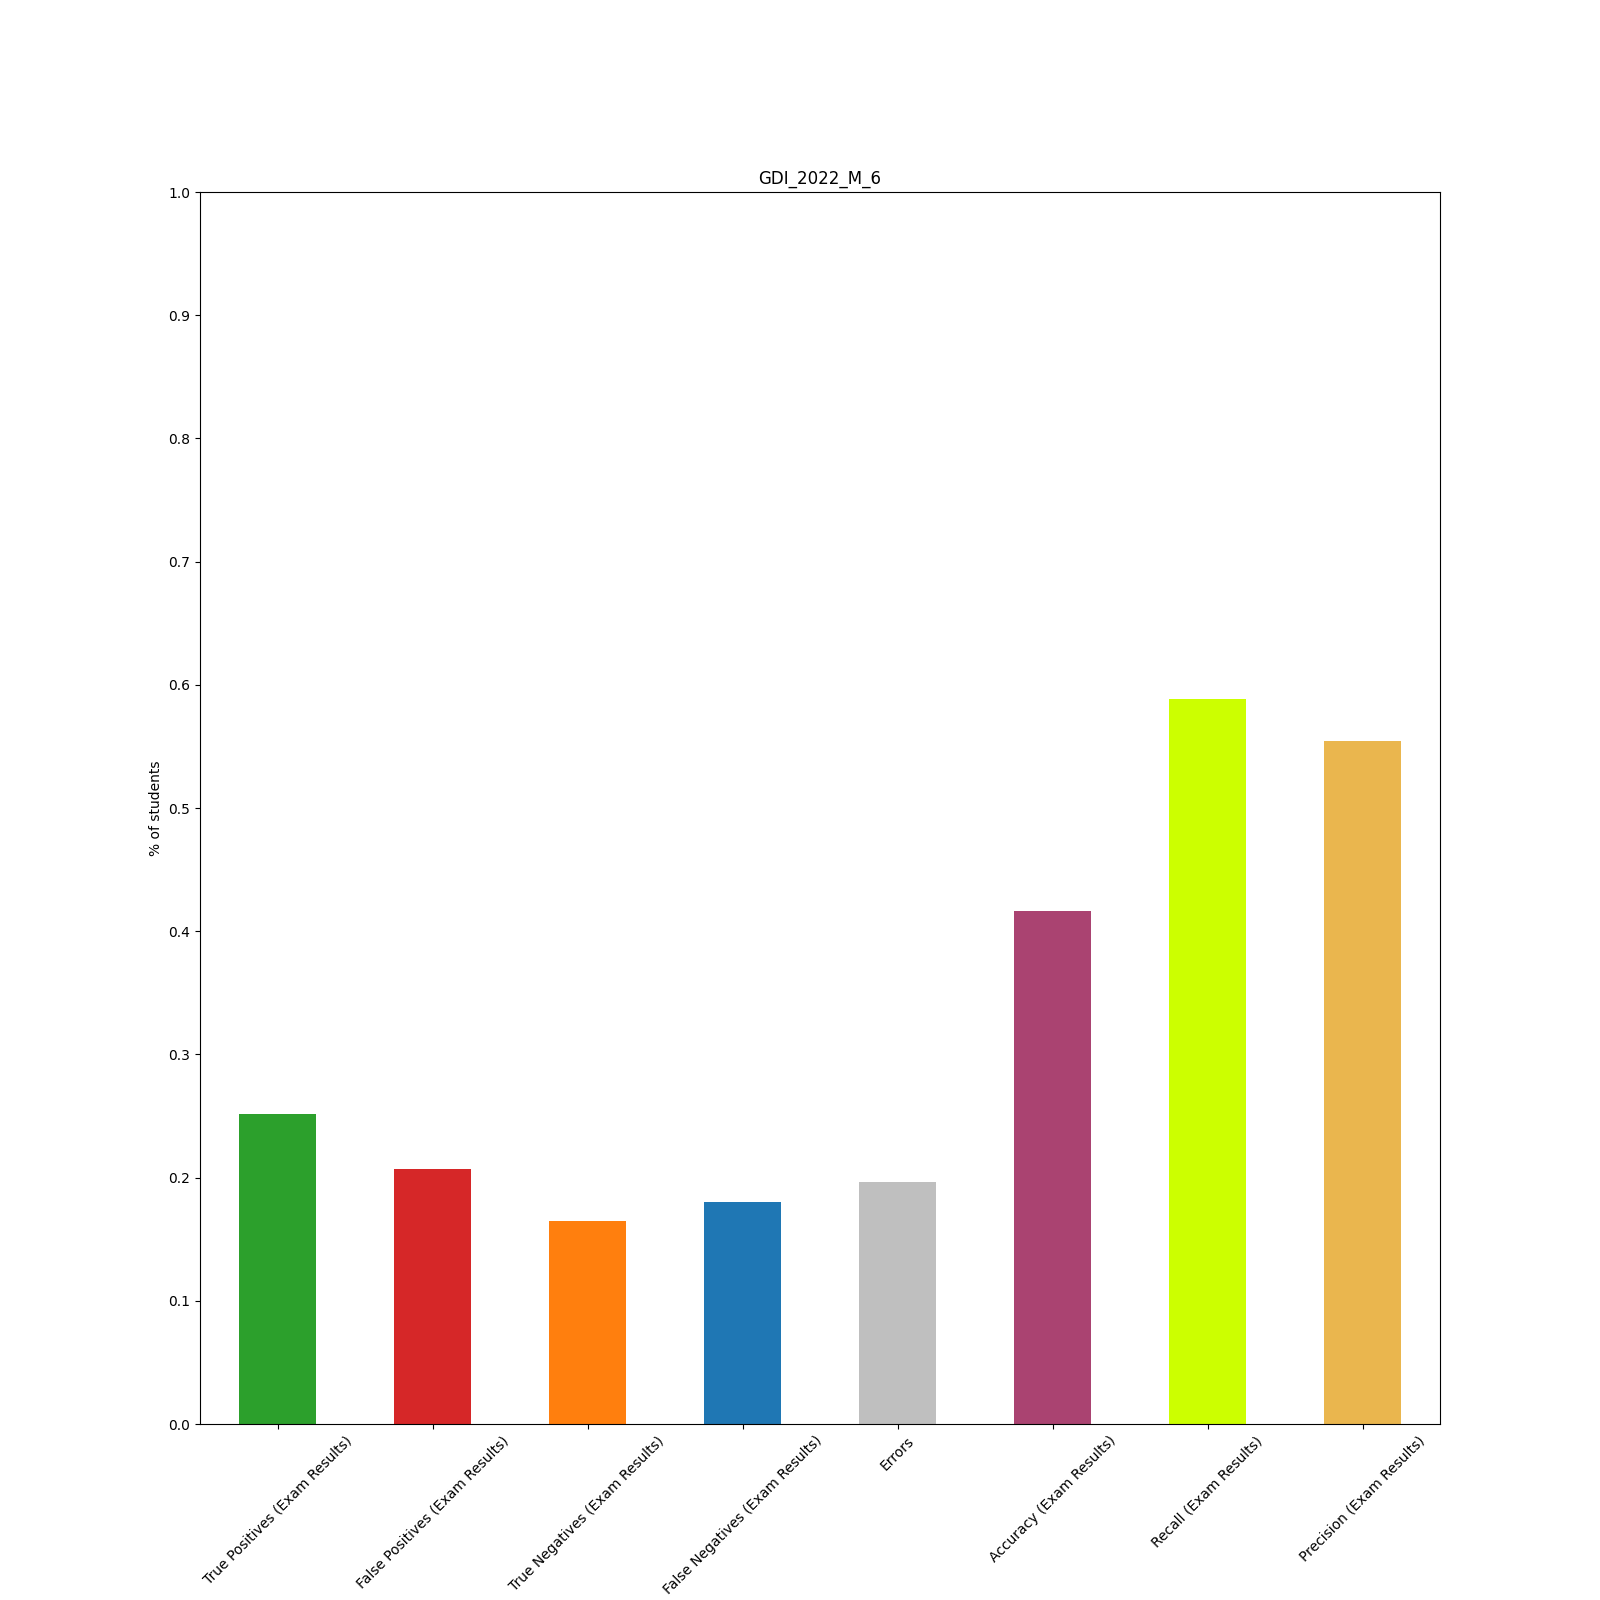 GDI_2022_M_6
1.0
0.9
0.8
0.7
0.6
0.5
0.4
0.3
0.2
0.1
0.0
% of students
True Positives (Exam Results)
False Positives (Exam Results)
True Negatives (Exam Results)
False Negatives (Exam Results)
Errors
Accuracy (Exam Results)
Recall (Exam Results)
Precision (Exam Results)